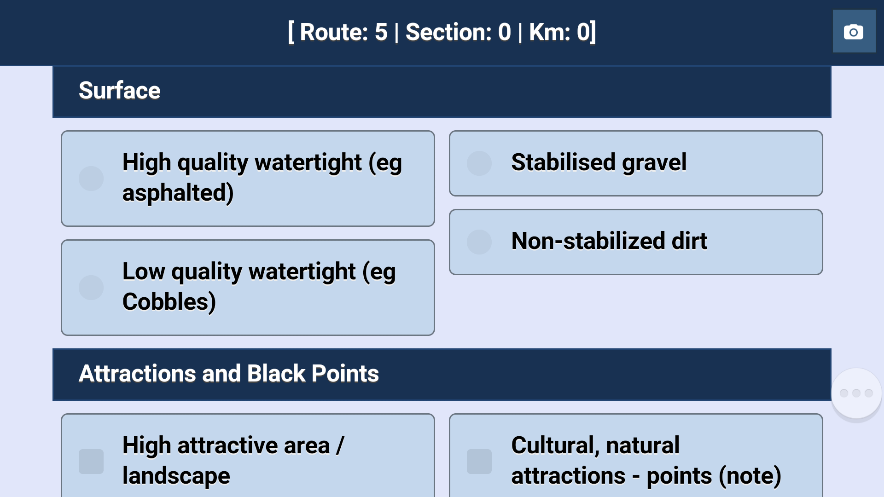 [ Route: 5 | Section: 0 | Km: 0]
Surface
High quality watertight (eg
asphalted)
Stabilised gravel
Low quality watertight (eg
Cobbles)
Non-stabilized dirt
Attractions and Black Points
High attractive area /
landscape
Cultural, natural
attractions - points (note)